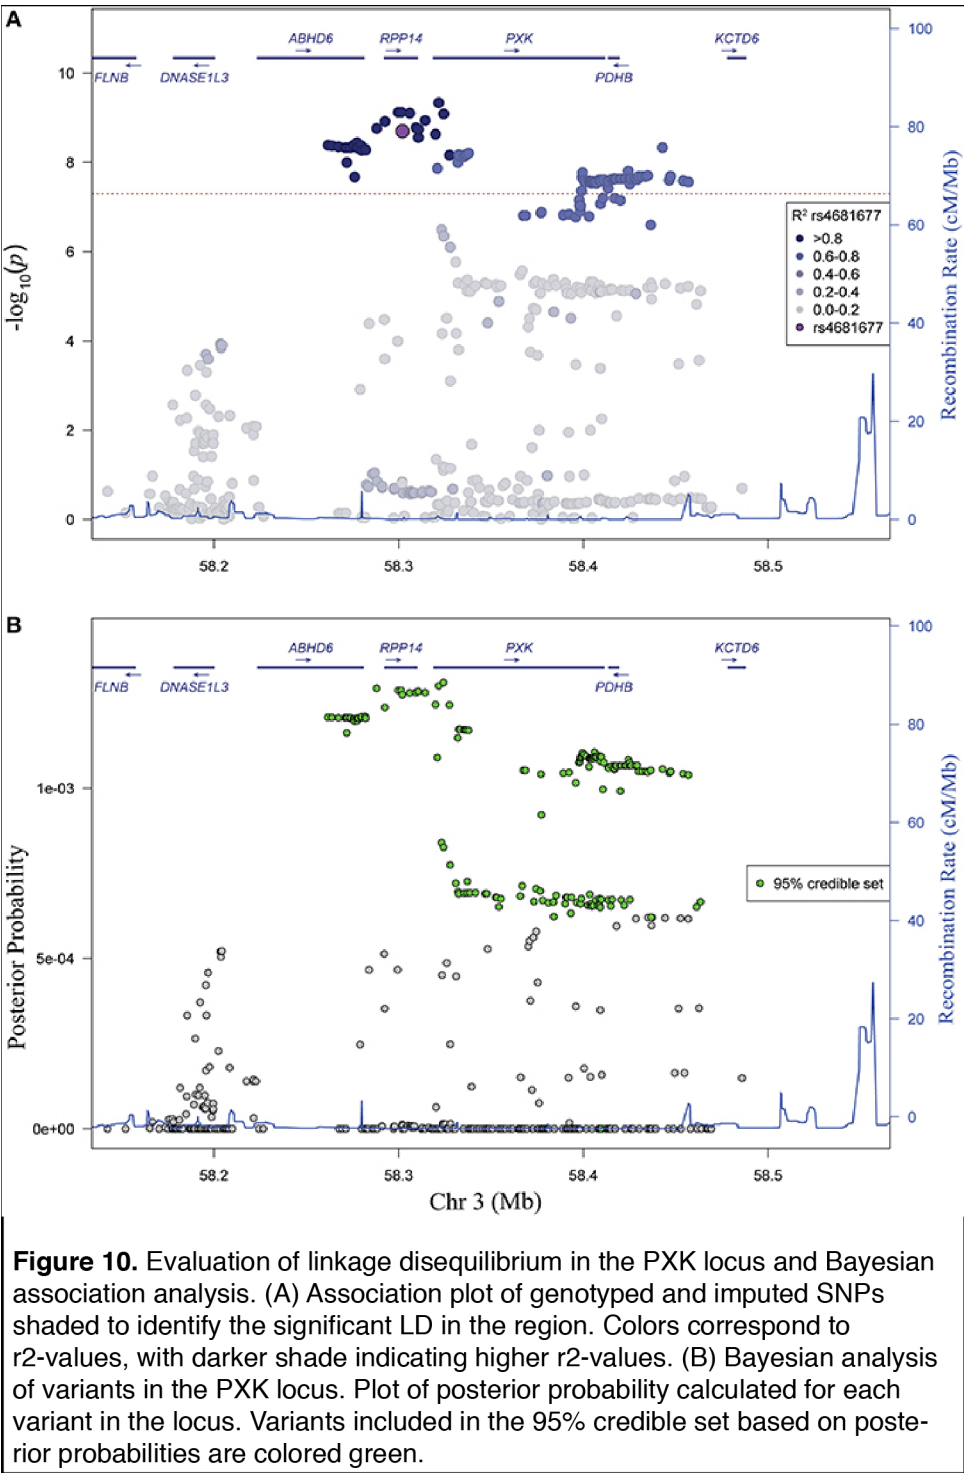 A
ABHD6 RPP14 PXK KCTD6
FLNB DNASE1L3 PDHB
-log10(p)
10
8
6
4
2
0
100
80
60
40
20
0
Recombination Rate (cM/Mb)
R² rs4681677
>0.8
0.6-0.8
0.4-0.6
0.2-0.4
0.0-0.2
rs4681677
58.2 58.3 58.4 58.5
B
ABHD6 RPP14 PXK KCTD6
FLNB DNASE1L3 PDHB
Posterior Probability
1e-03
5e-04
0e+00
100
80
60
40
20
0
Recombination Rate (cM/Mb)
95% credible set
58.2 58.3 58.4 58.5
Chr 3 (Mb)
Figure 10. Evaluation of linkage disequilibrium in the PXK locus and Bayesian
association analysis. (A) Association plot of genotyped and imputed SNPs
shaded to identify the significant LD in the region. Colors correspond to
r2-values, with darker shade indicating higher r2-values. (B) Bayesian analysis
of variants in the PXK locus. Plot of posterior probability calculated for each
variant in the locus. Variants included in the 95% credible set based on poste-
rior probabilities are colored green.